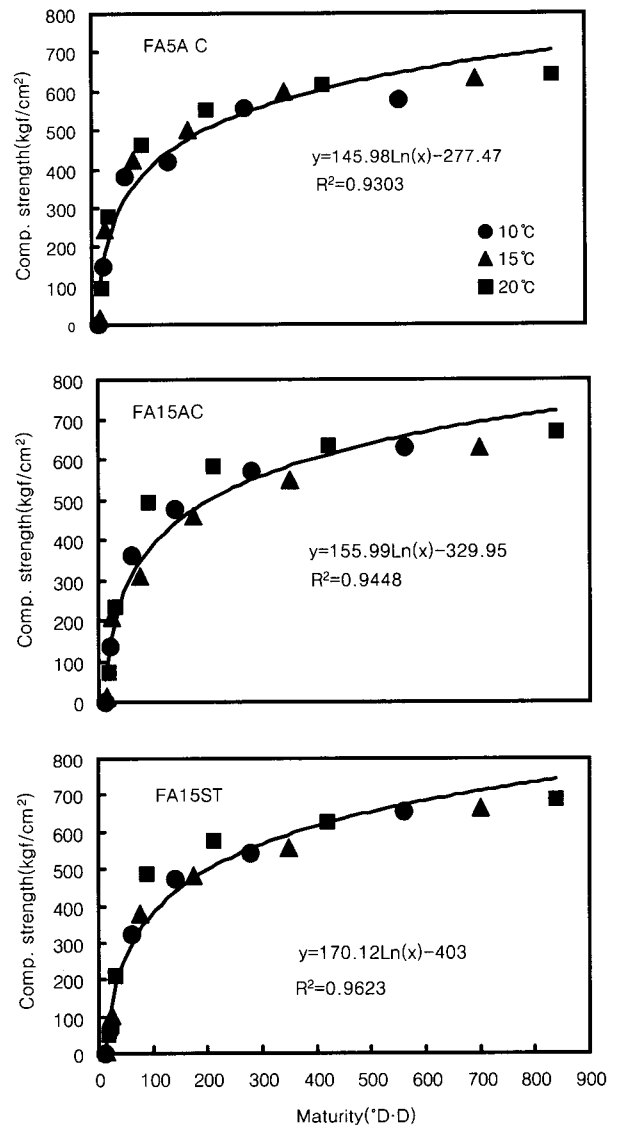 800
FA5A C
700
600
500
400
300
200
100
0
Comp. strength(kgf/cm²)
y=145.98Ln(x)-277.47
R²=0.9303
● 10℃
▲ 15℃
■ 20℃
800
FA15AC
700
600
500
400
300
200
100
0
Comp. strength(kgf/cm²)
y=155.99Ln(x)-329.95
R²=0.9448
800
FA15ST
700
600
500
400
300
200
100
0
Comp. strength(kgf/cm²)
y=170.12Ln(x)-403
R²=0.9623
0 100 200 300 400 500 600 700 800 900
Maturity(°D·D)